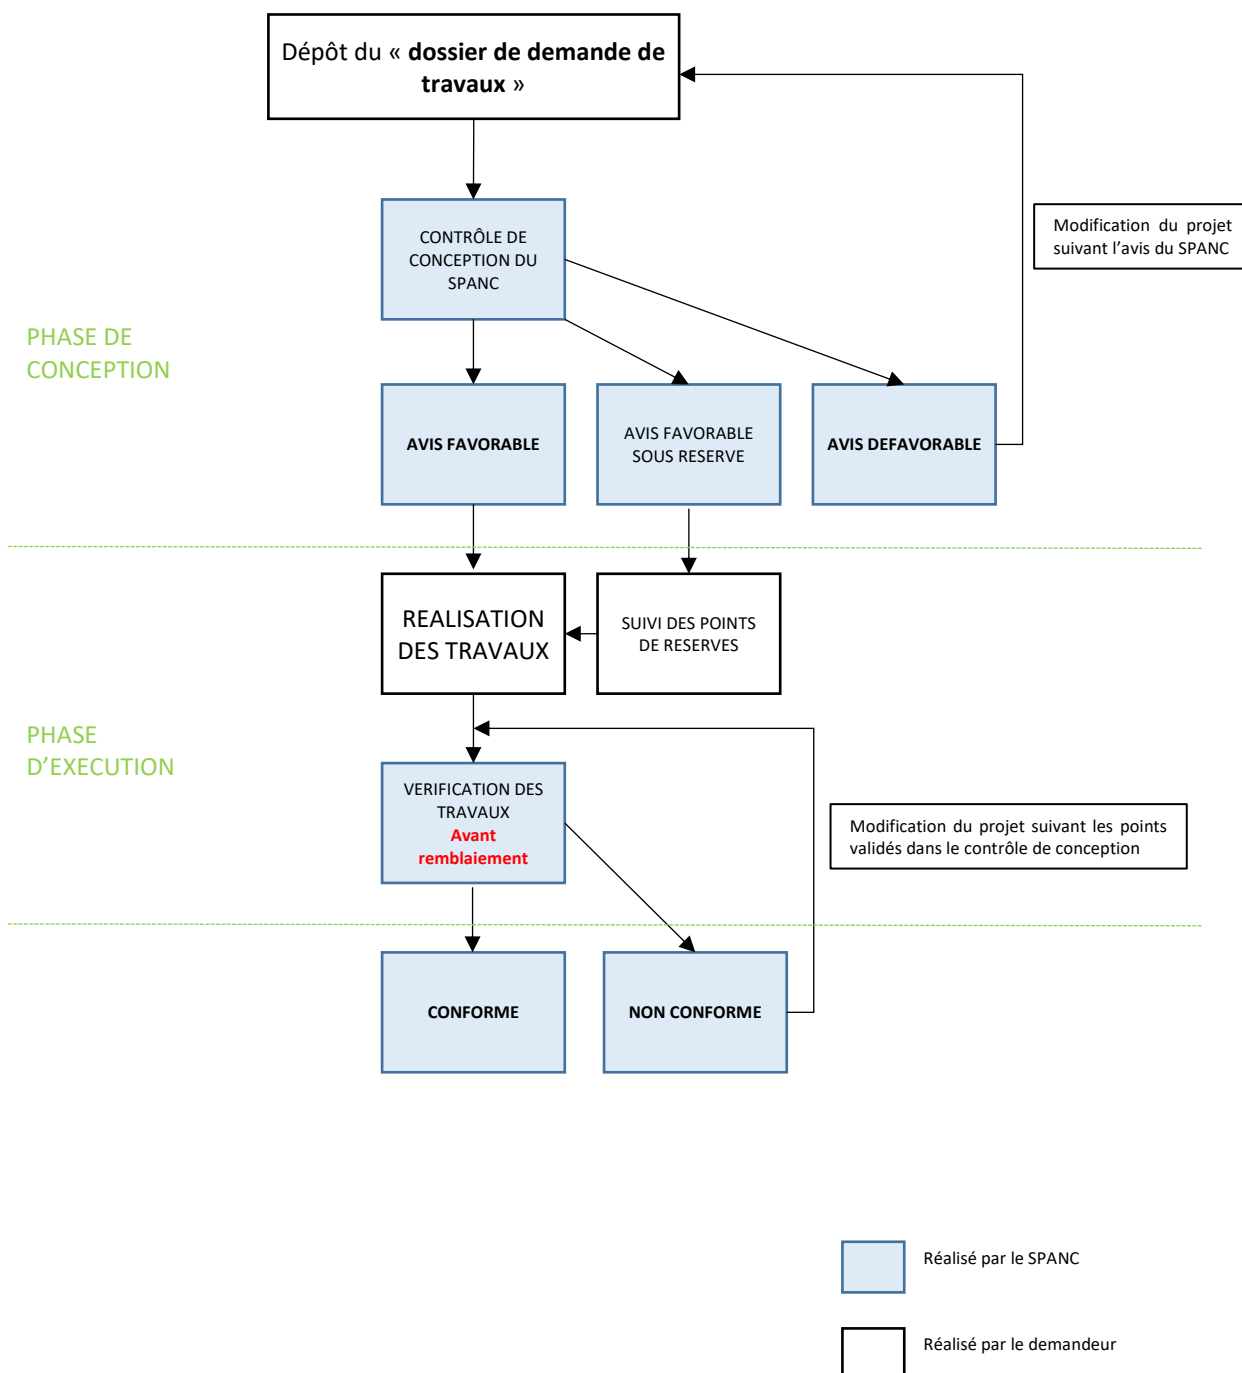 Dépôt du « dossier de demande de
travaux »
Modification du projet
suivant l’avis du SPANC
CONTRÔLE DE
CONCEPTION DU
SPANC
PHASE DE
CONCEPTION
AVIS FAVORABLE
AVIS FAVORABLE
SOUS RESERVE
AVIS DEFAVORABLE
REALISATION
DES TRAVAUX
SUIVI DES POINTS
DE RESERVES
PHASE
D’EXECUTION
VERIFICATION DES
TRAVAUX
Avant
remblaiement
Modification du projet suivant les points
validés dans le contrôle de conception
CONFORME
NON CONFORME
Réalisé par le SPANC
Réalisé par le demandeur